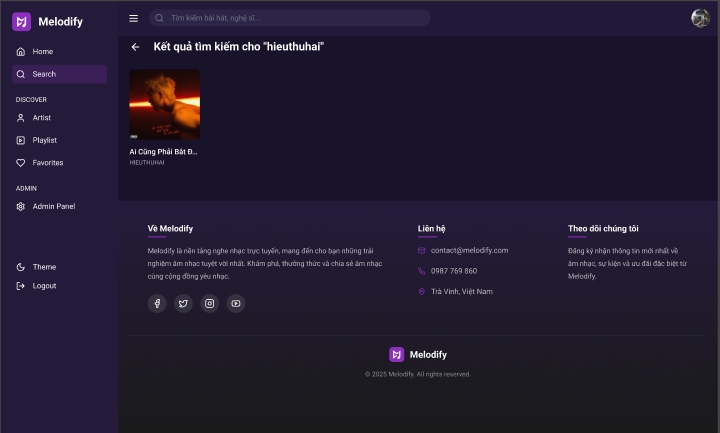 Melodify
Tìm kiếm bài hát, nghệ sĩ...
Home
Search
DISCOVER
Artist
Playlist
Favorites
ADMIN
Admin Panel
Theme
Logout
Kết quả tìm kiếm cho "hieuthuhai"
Ai Cũng Phải Bắt Đ...
HIEUTHUHAI
Về Melodify
Melodify là nền tảng nghe nhạc trực tuyến, mang đến cho bạn những trải
nghiệm âm nhạc tuyệt vời nhất. Khám phá, thưởng thức và chia sẻ âm nhạc
cùng cộng đồng yêu nhạc.
Liên hệ
contact@melodify.com
0987 769 860
Trà Vinh, Việt Nam
Theo dõi chúng tôi
Đăng ký nhận thông tin mới nhất về
âm nhạc, sự kiện và ưu đãi đặc biệt từ
Melodify.
Melodify
© 2025 Melodify. All rights reserved.